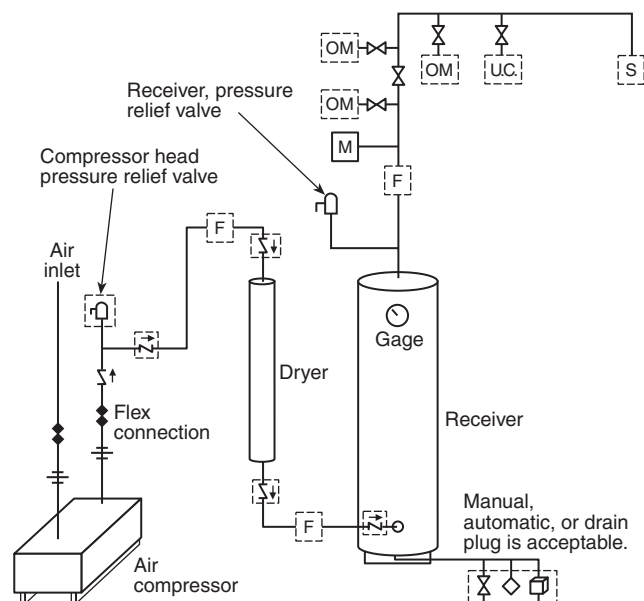 OM
OM
U.C.
S
Receiver, pressure
relief valve
OM
M
F
Compressor head
pressure relief valve
F
Air
inlet
Gage
Dryer
Flex
connection
Receiver
F
Manual,
automatic, or drain
plug is acceptable.
Air
compressor